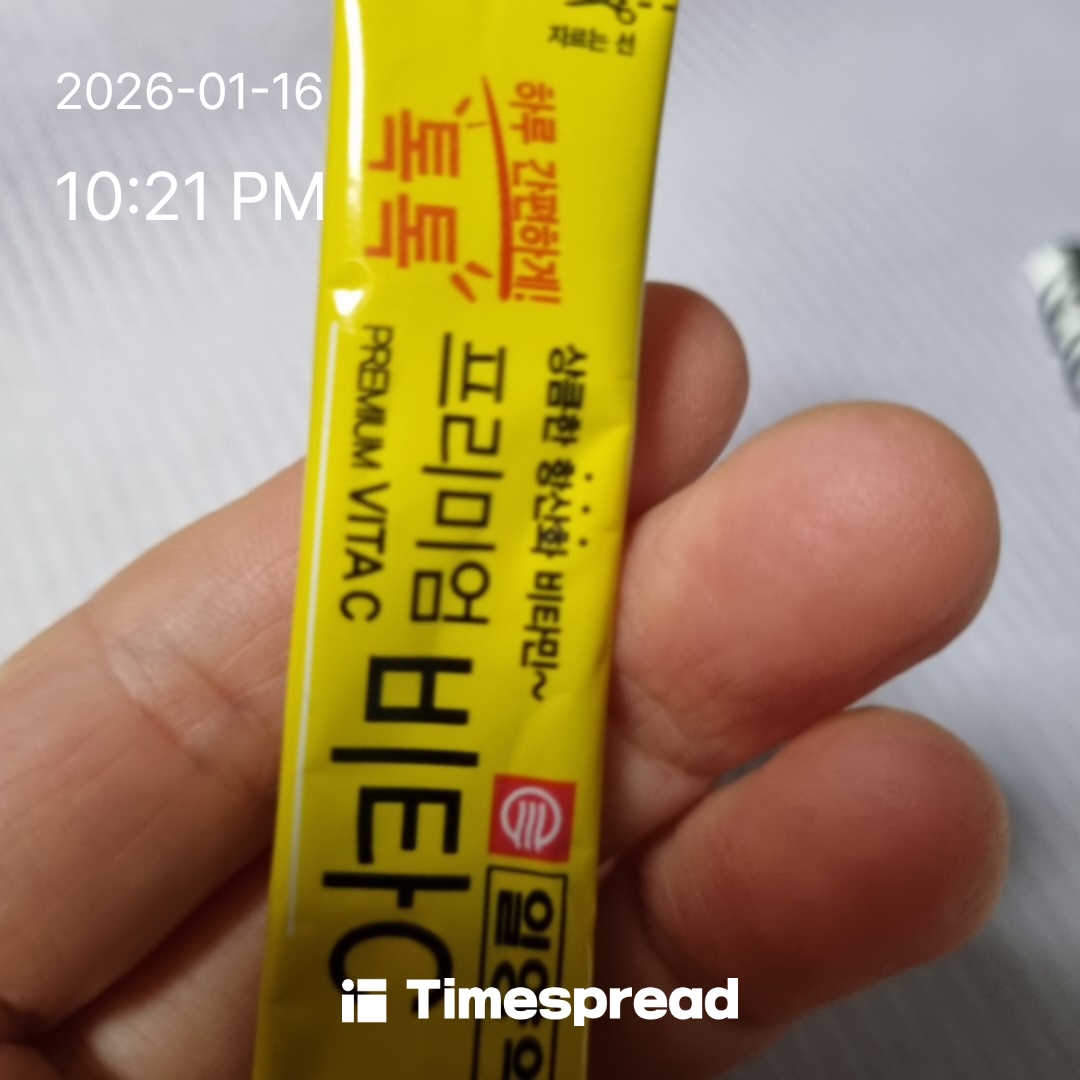 2026-01-16
10:21 PM
자르는 선
하루 간편하게!
톡톡
상큼한 항산화 비타민~
프리미엄
PREMIUM VITA C
비타C
일양
Timespread